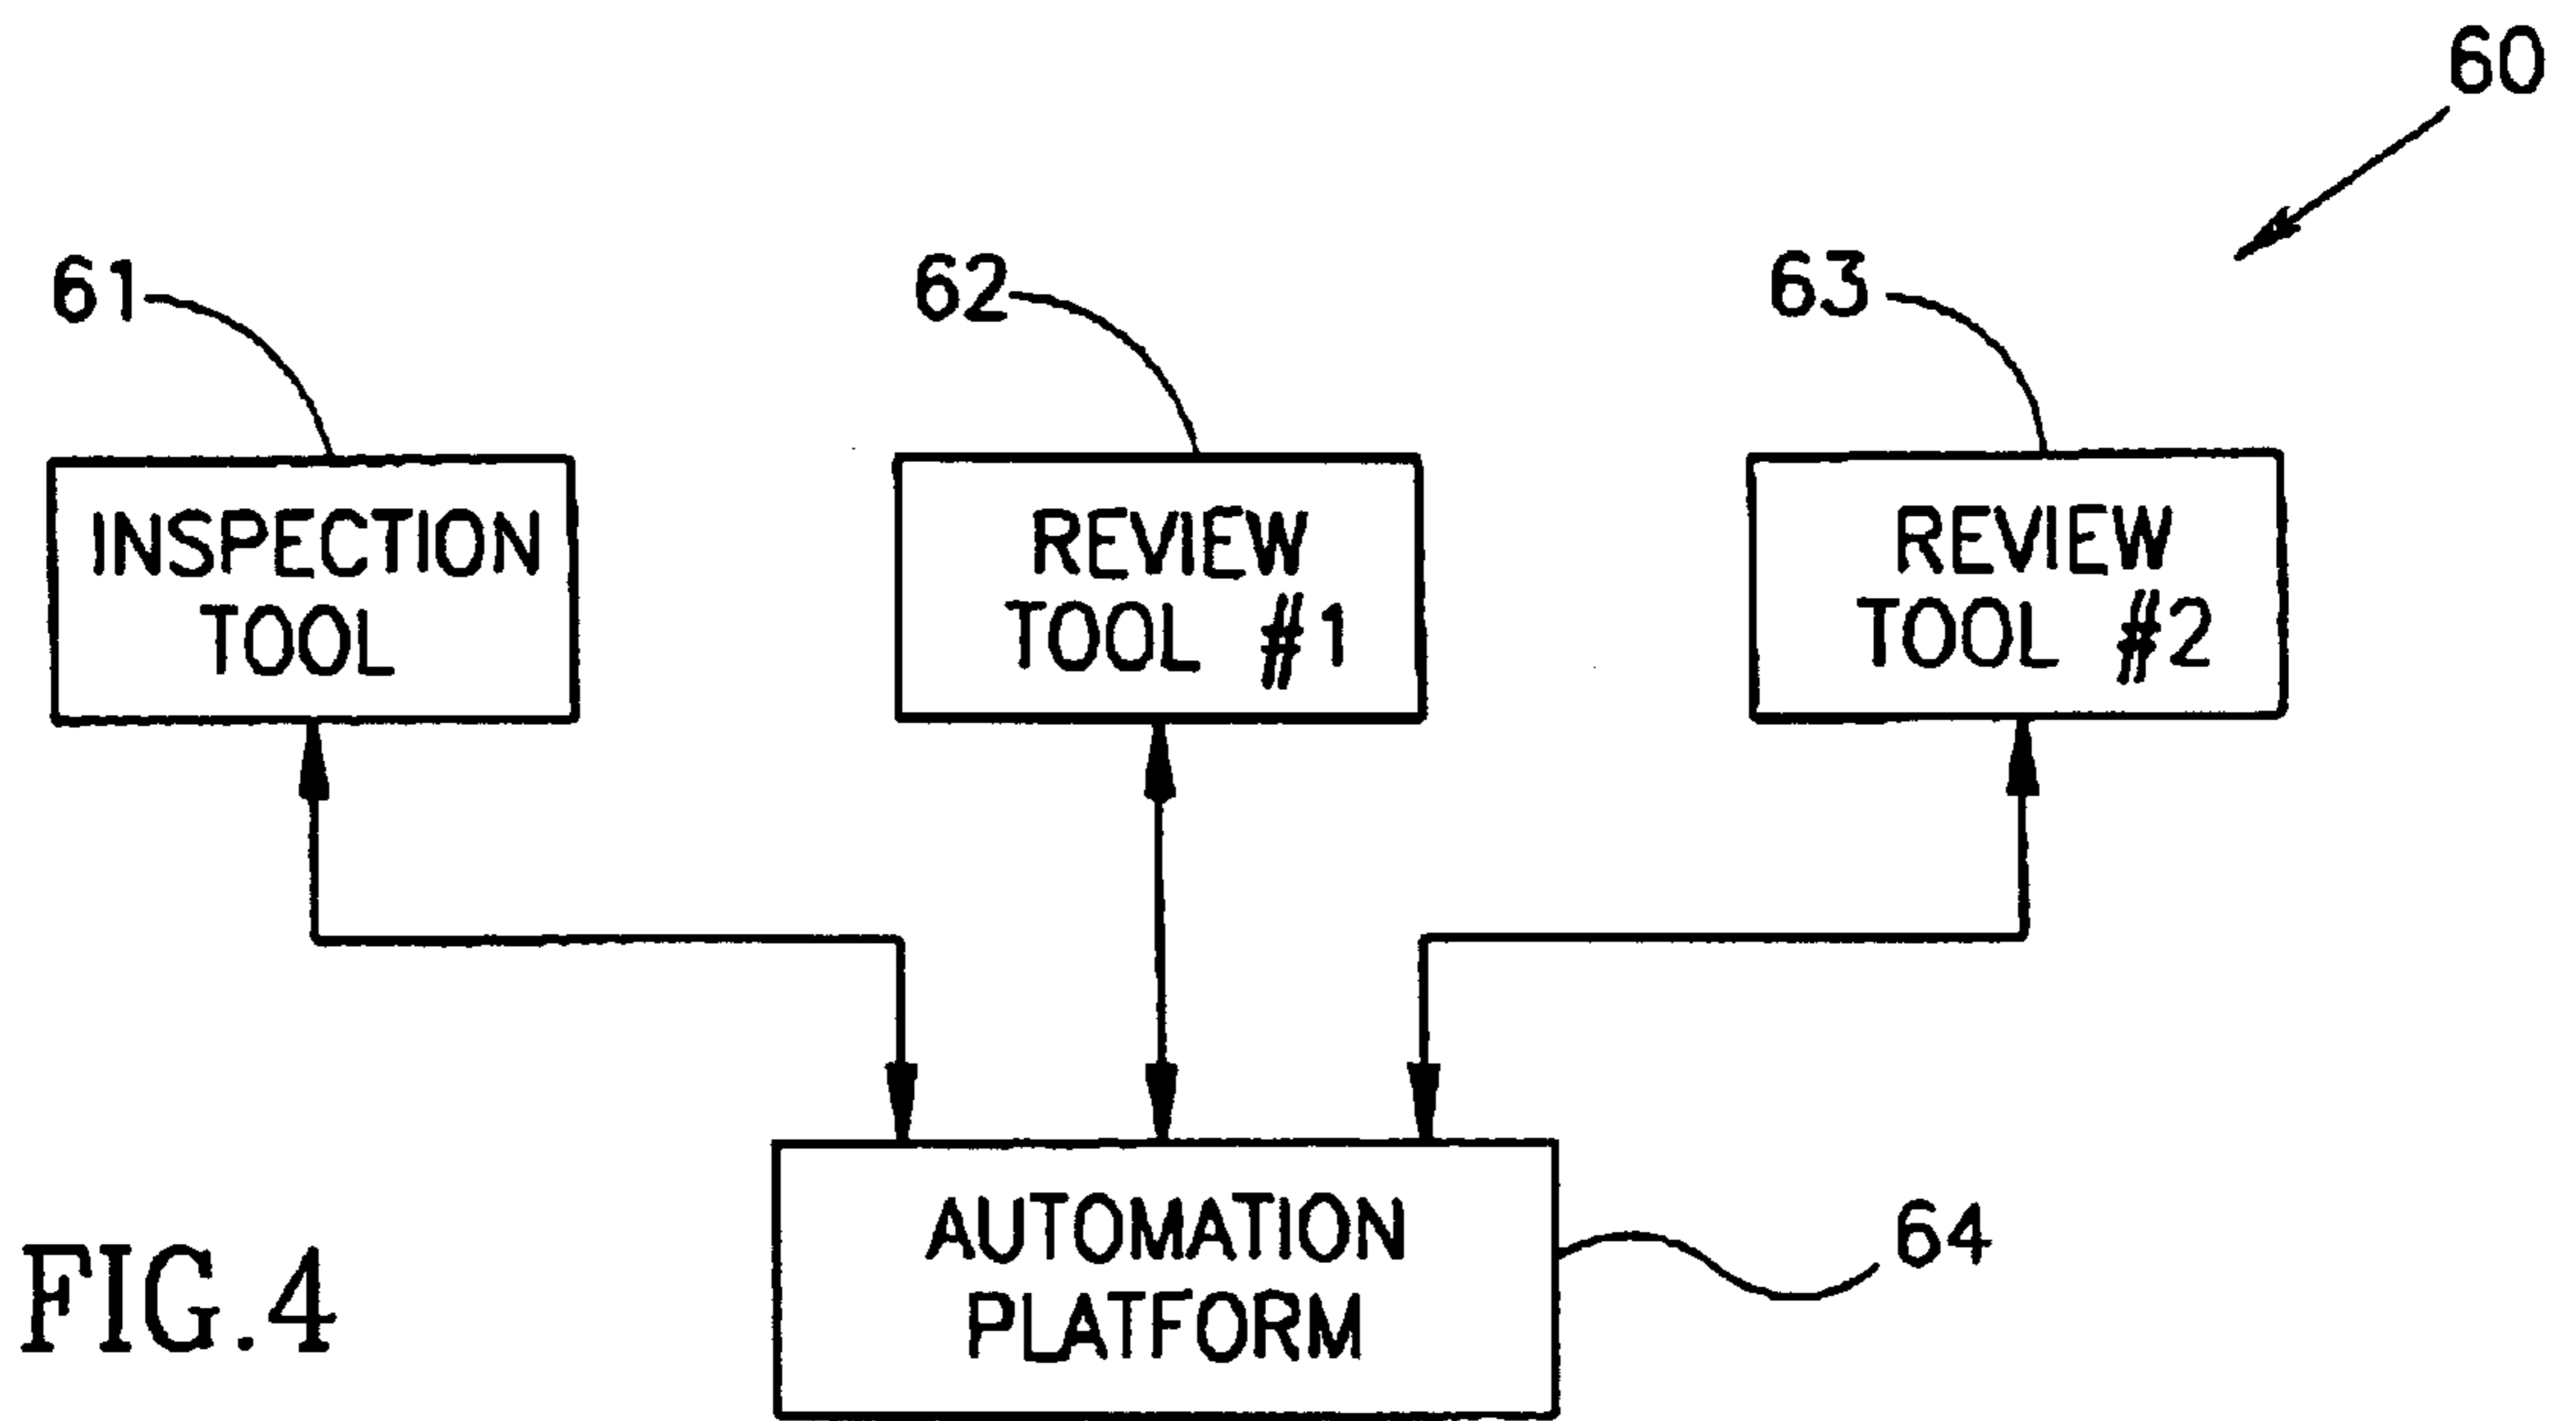 60
61
62
63
INSPECTION
TOOL
REVIEW
TOOL #1
REVIEW
TOOL #2
AUTOMATION
PLATFORM
64
FIG.4